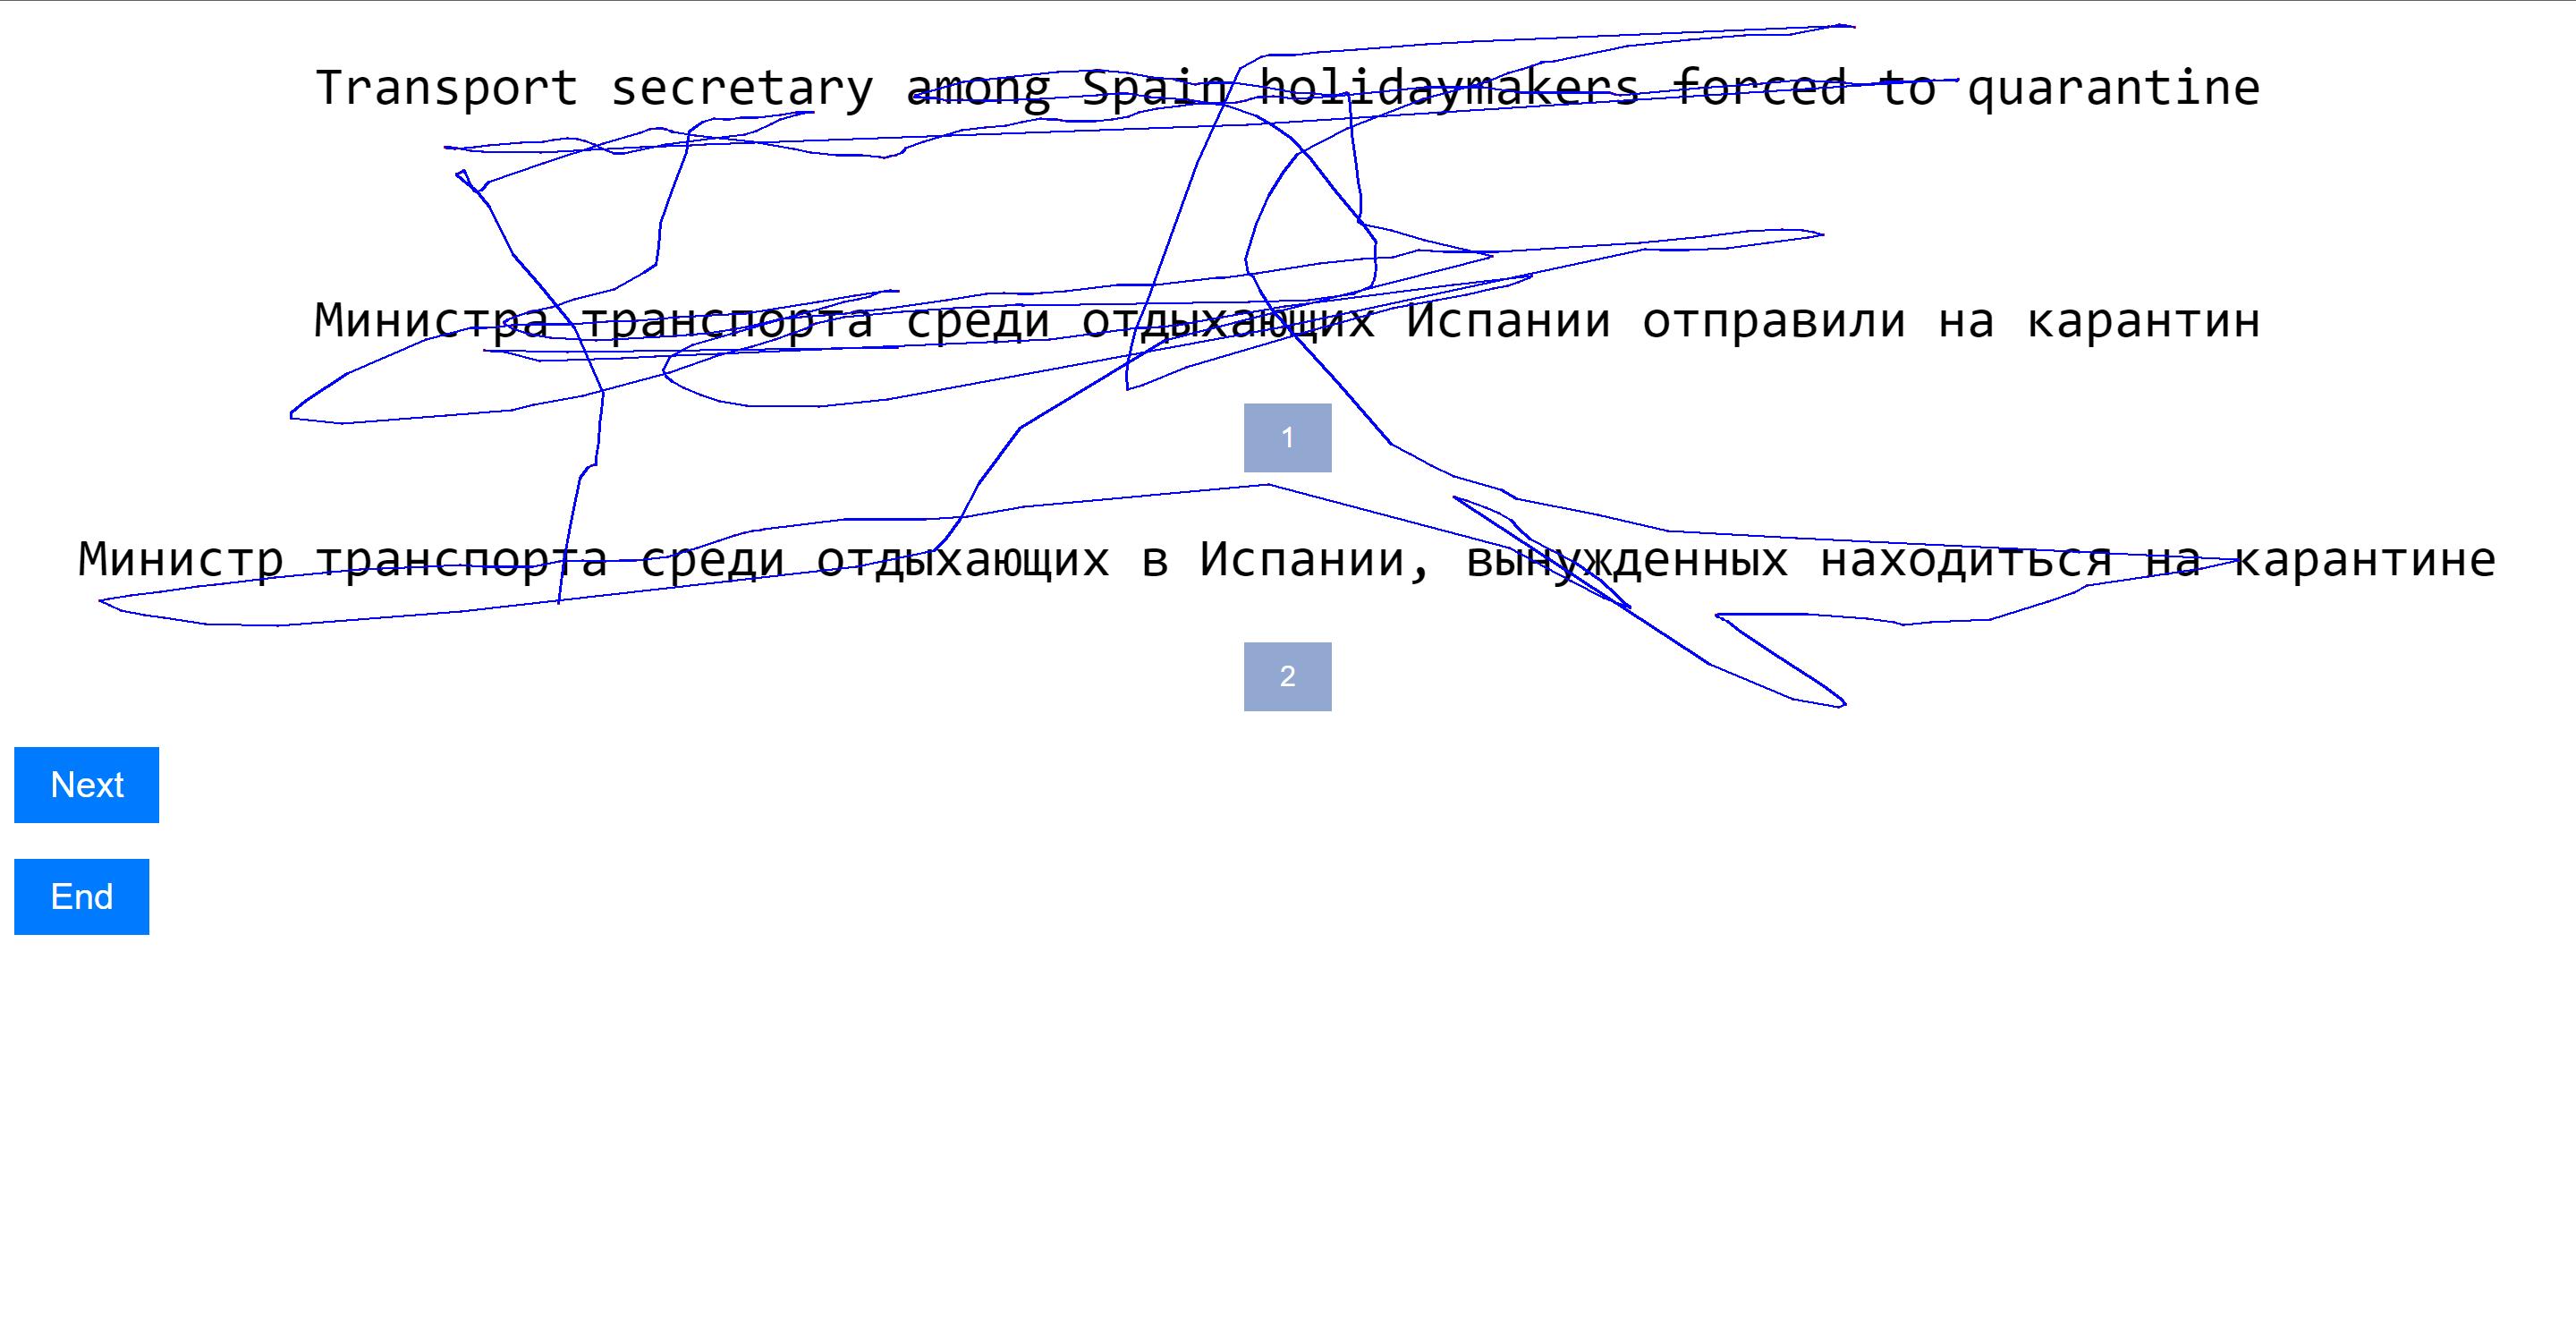 Transport secretary among Spain holidaymakers forced to quarantine
Министра транспорта среди отдыхающих Испании отправили на карантин
1
Министр транспорта среди отдыхающих в Испании, вынужденных находиться на карантине
2
Next
End